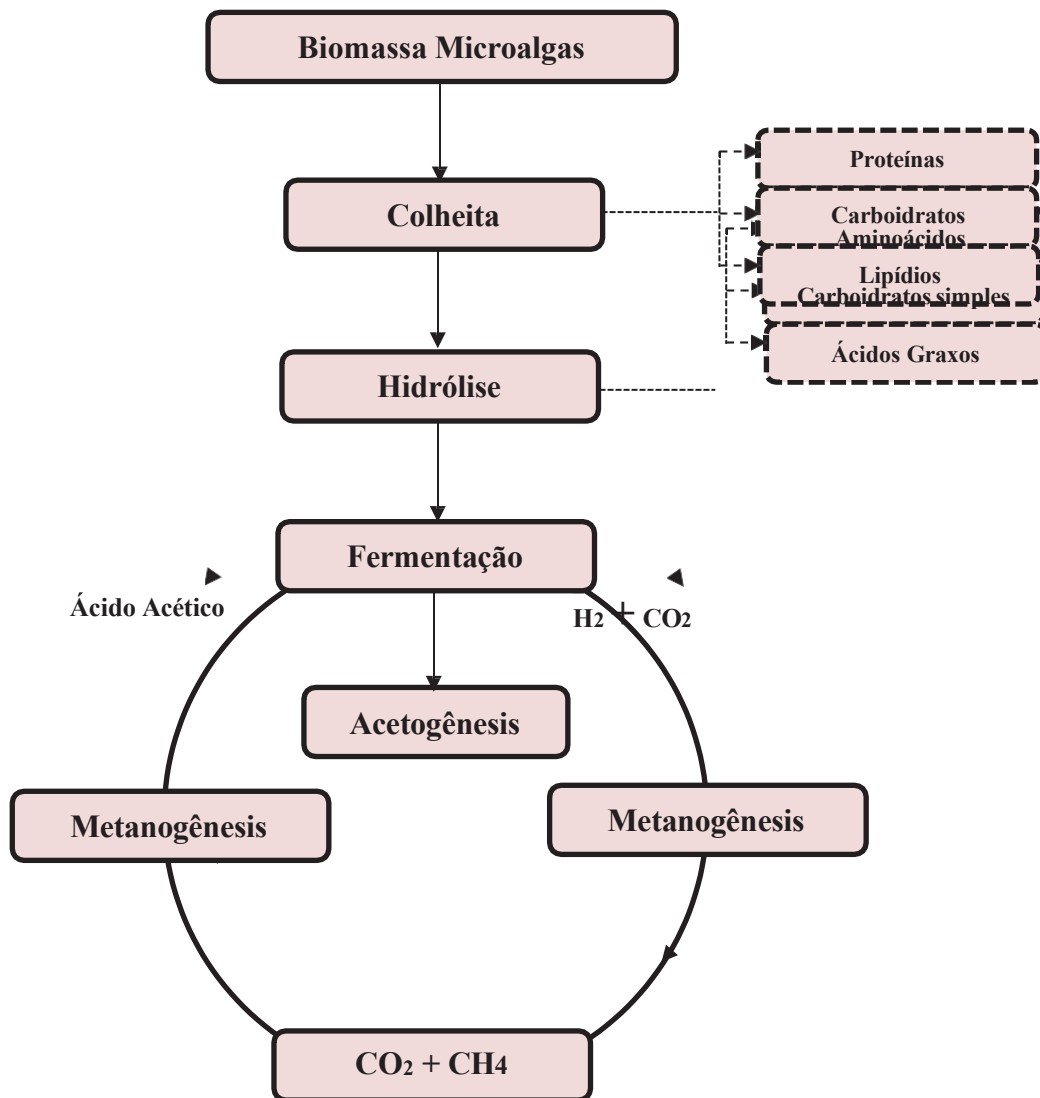 Biomassa Microalgas
Proteínas
Colheita
Carboidratos
Aminoácidos
Lipídios
Carboidratos simples
Ácidos Graxos
Hidrólise
Fermentação
Ácido Acético
H2 + CO2
Acetogênesis
Metanogênesis
Metanogênesis
CO2 + CH4